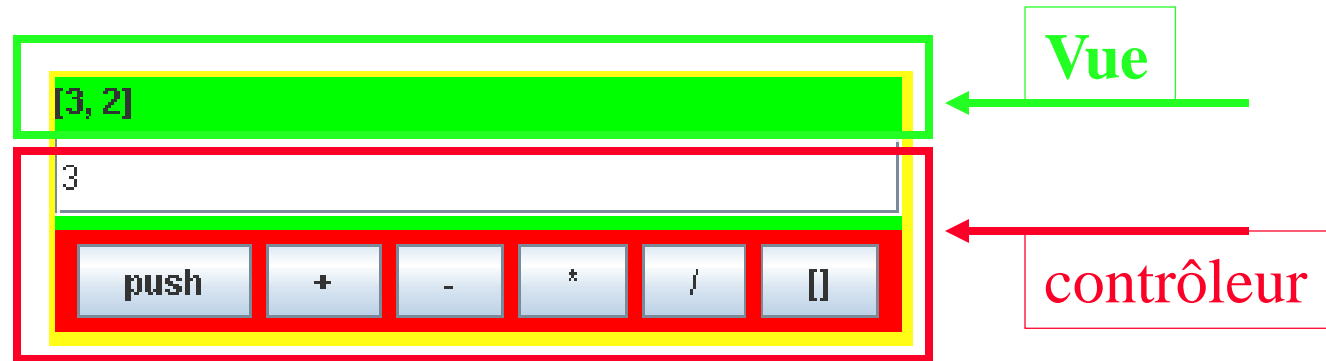 Vue
[3, 2]
3
contrôleur
push + - * / []